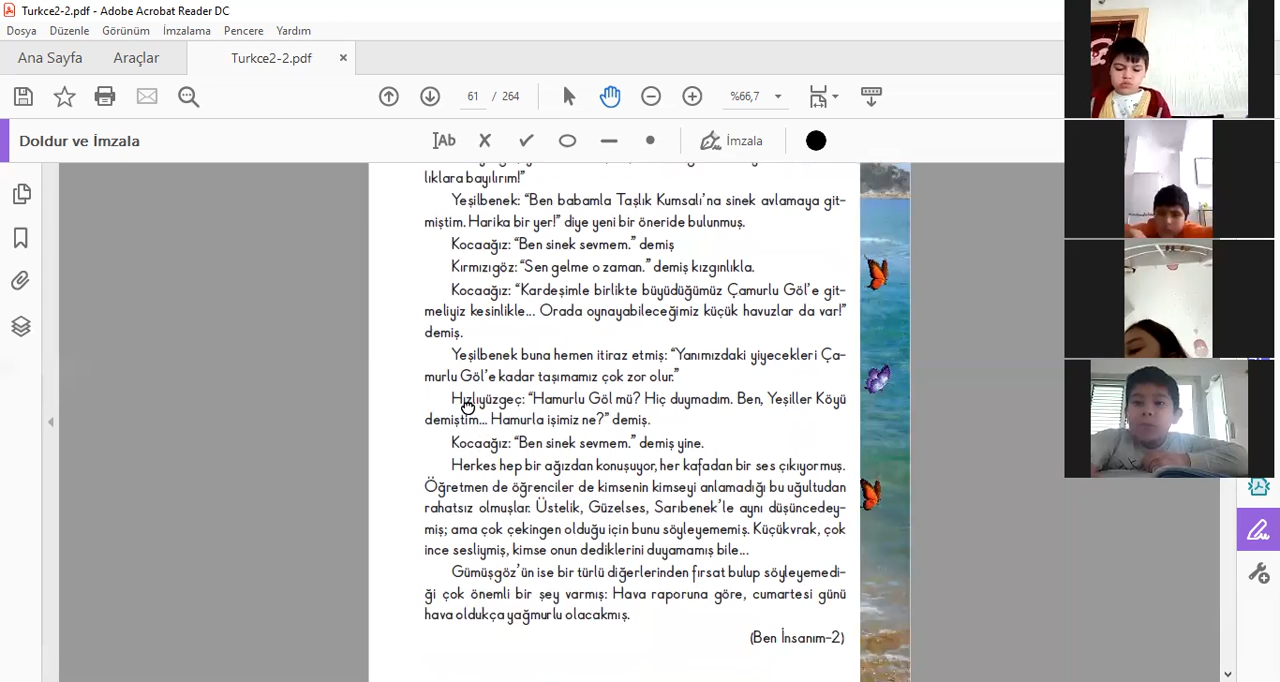 Turkce2-2.pdf - Adobe Acrobat Reader DC
Dosya Düzenle Görünüm İmzalama Pencere Yardım
Ana Sayfa Araçlar Turkce2-2.pdf ×
61 / 264 %66,7
Doldur ve İmzala Ab İmzala
lıklara bayılırım!”
Yeşilbenek: “Ben babamla Taşlık Kumsalı’na sinek avlamaya git-
miştim. Harika bir yer!” diye yeni bir öneride bulunmuş.
Kocaağız: “Ben sinek sevmem.” demiş
Kırmızıgöz: “Sen gelme o zaman.” demiş kızgınlıkla.
Kocaağız: “Kardeşimle birlikte büyüdüğümüz Çamurlu Göl’e git-
meliyiz kesinlikle... Orada oynayabileceğimiz küçük havuzlar da var!”
demiş.
Yeşilbenek buna hemen itiraz etmiş: “Yanımızdaki yiyecekleri Ça-
murlu Göl’e kadar taşımamız çok zor olur.”
Hızlıyüzgeç: “Hamurlu Göl mü? Hiç duymadım. Ben, Yeşiller Köyü
demiştim... Hamurla işimiz ne?” demiş.
Kocaağız: “Ben sinek sevmem.” demiş yine.
Herkes hep bir ağızdan konuşuyor, her kafadan bir ses çıkıyormuş.
Öğretmen de öğrenciler de kimsenin kimseyi anlamadığı bu uğultudan
rahatsız olmuşlar. Üstelik, Güzelses, Sarıbenek’le aynı düşüncedey-
miş; ama çok çekingen olduğu için bunu söyleyememiş. Küçükvrak, çok
ince sesliymiş, kimse onun dediklerini duyamamış bile...
Gümüşgöz’ün ise bir türlü diğerlerinden fırsat bulup söyleyemedi-
ği çok önemli bir şey varmış: Hava raporuna göre, cumartesi günü
hava oldukça yağmurlu olacakmış.
(Ben İnsanım-2)